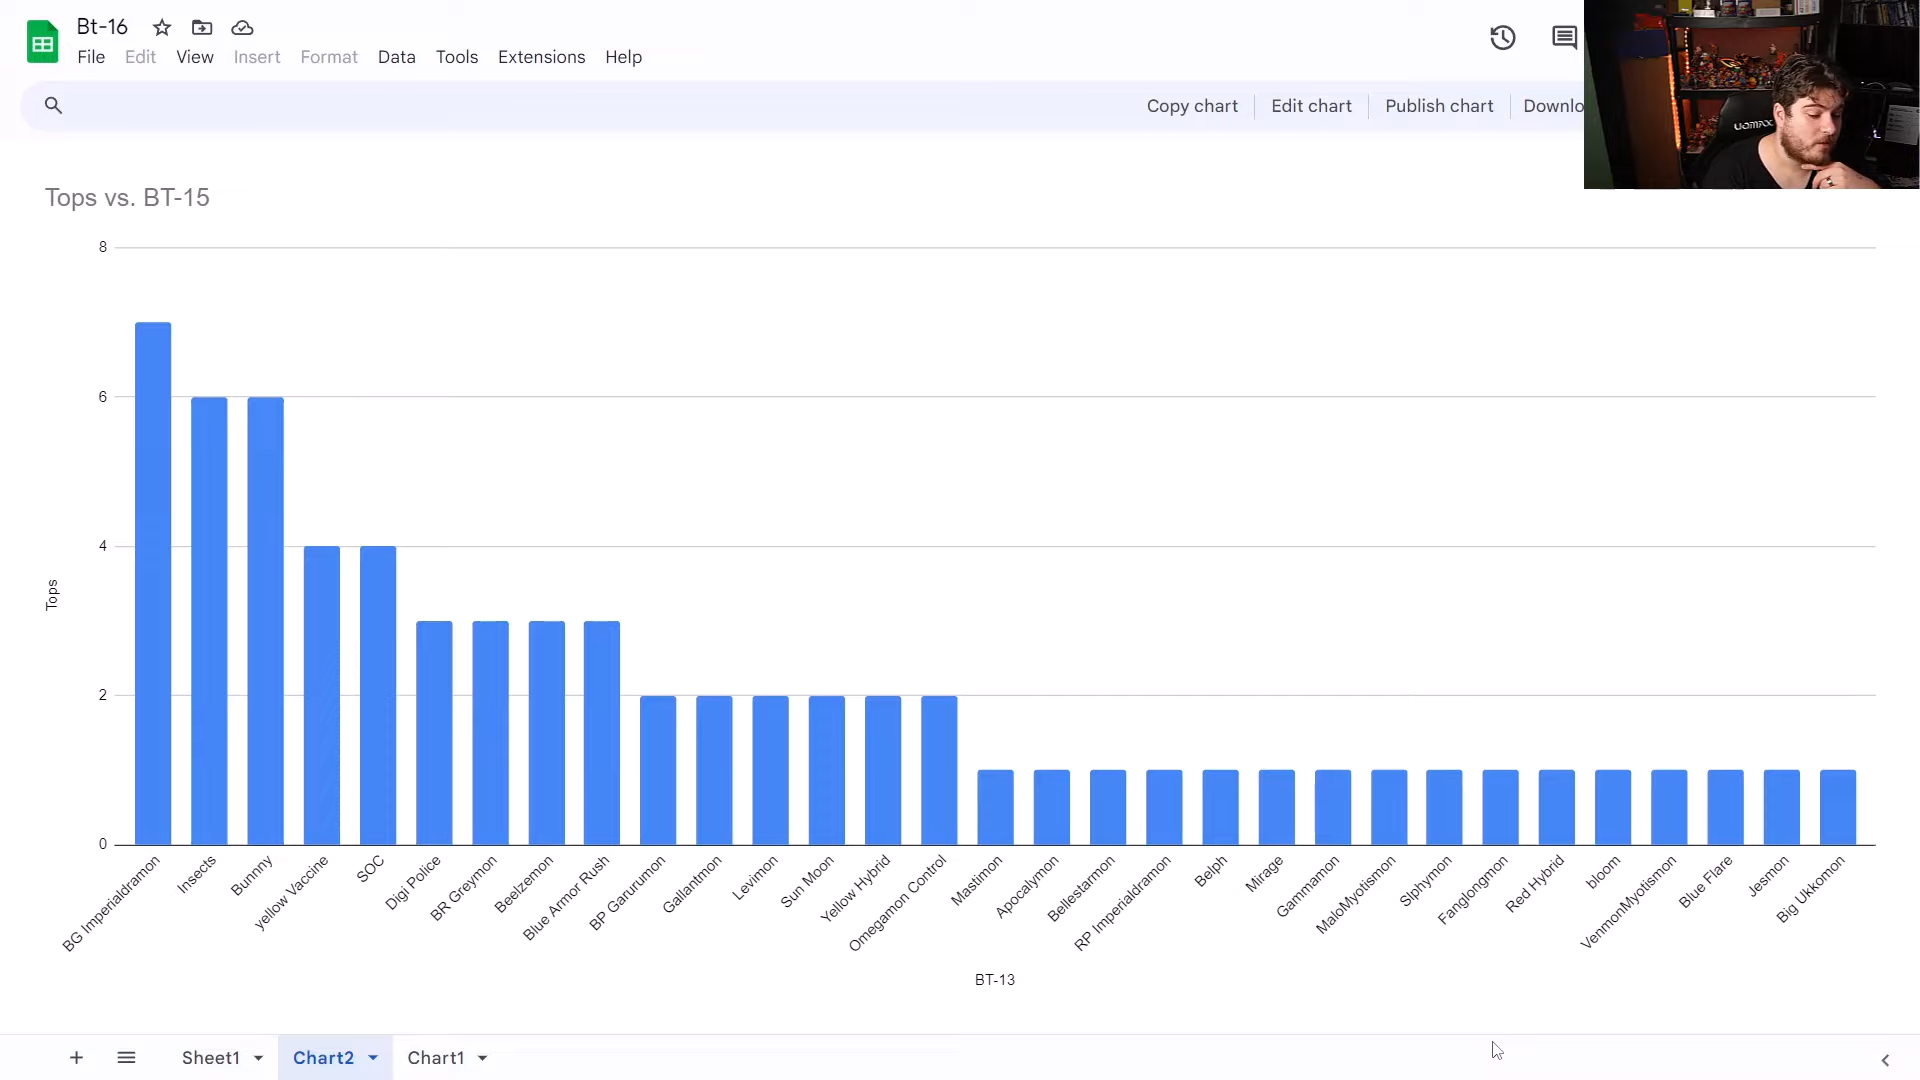 Bt-16
File Edit View Insert Format Data Tools Extensions Help
Copy chart Edit chart Publish chart Downlo
Tops vs. BT-15
8
6
4
2
0
Tops
BG Imperialdramon
Insects
Bunnny
yellow Vaccine
SOC
Digi Police
BR Greymon
Beelzemon
Blue Armor Rush
BP Garurumon
Gallantmon
Levimon
Sun Moon
Yellow Hybrid
Omegamon Control
Mastimon
Apocalymon
Bellestarmon
RP Imperialdramon
Belph
Mirage
Gammamon
MaloMyotismon
Slphymon
Fanglongmon
Red Hybrid
bloom
VenmonMyotismon
Blue Flare
Jesmon
Big Ukkomon
BT-13
Sheet1 Chart2 Chart1